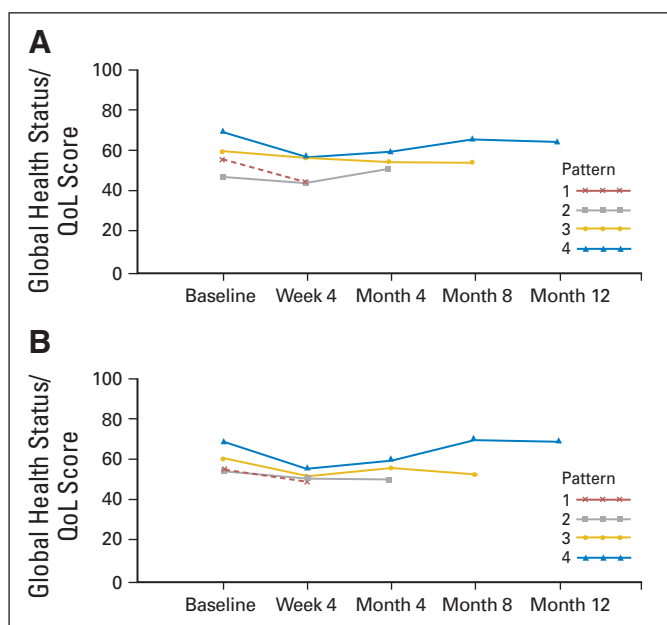 A
Global Health Status/
QoL Score
100
80
60
40
20
0
Baseline Week 4 Month 4 Month 8 Month 12
Pattern
1
2
3
4
B
Global Health Status/
QoL Score
100
80
60
40
20
0
Baseline Week 4 Month 4 Month 8 Month 12
Pattern
1
2
3
4